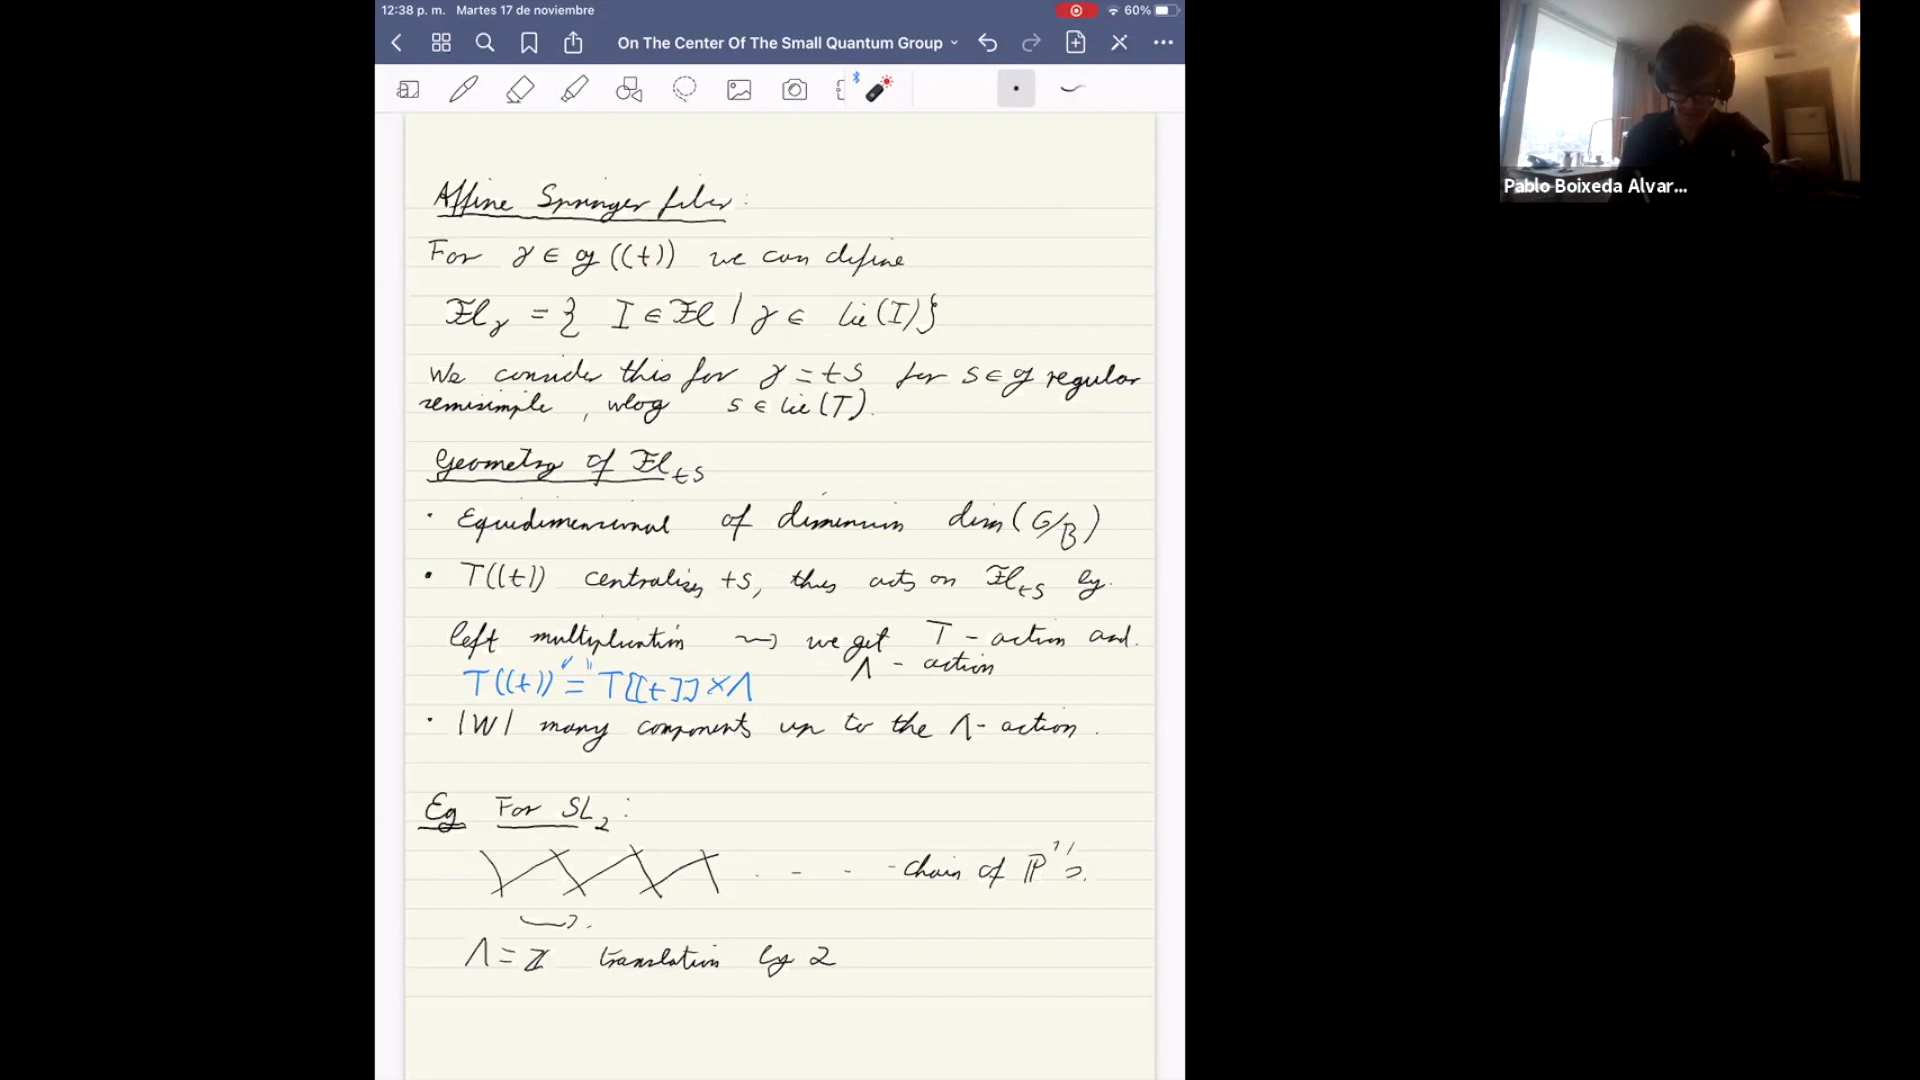 12:38 p. m. Martes 17 de noviembre
60%
On The Center Of The Small Quantum Group
Pablo Boixeda Alvar...
Affine Springer fiber:
For γ ∈ g((t)) we can define
Fl_γ = { I ∈ Fl | γ ∈ Lie(I)}
We consider this for γ = ts for s ∈ g regular
semisimple, wlog s ∈ Lie(T).
Geometry of Fl_ts
· Equidimensional of dimension dim(G/B)
· T((t)) centralizes ts, thus acts on Fl_ts by
left multiplication ⇝ we get T-action and
Λ-action
T((t)) "=" T[[t]] × Λ
· |W| many components up to the Λ-action.
Eg For SL_2:
. - - - Chain of P^1's.
Λ = Z translation by 2